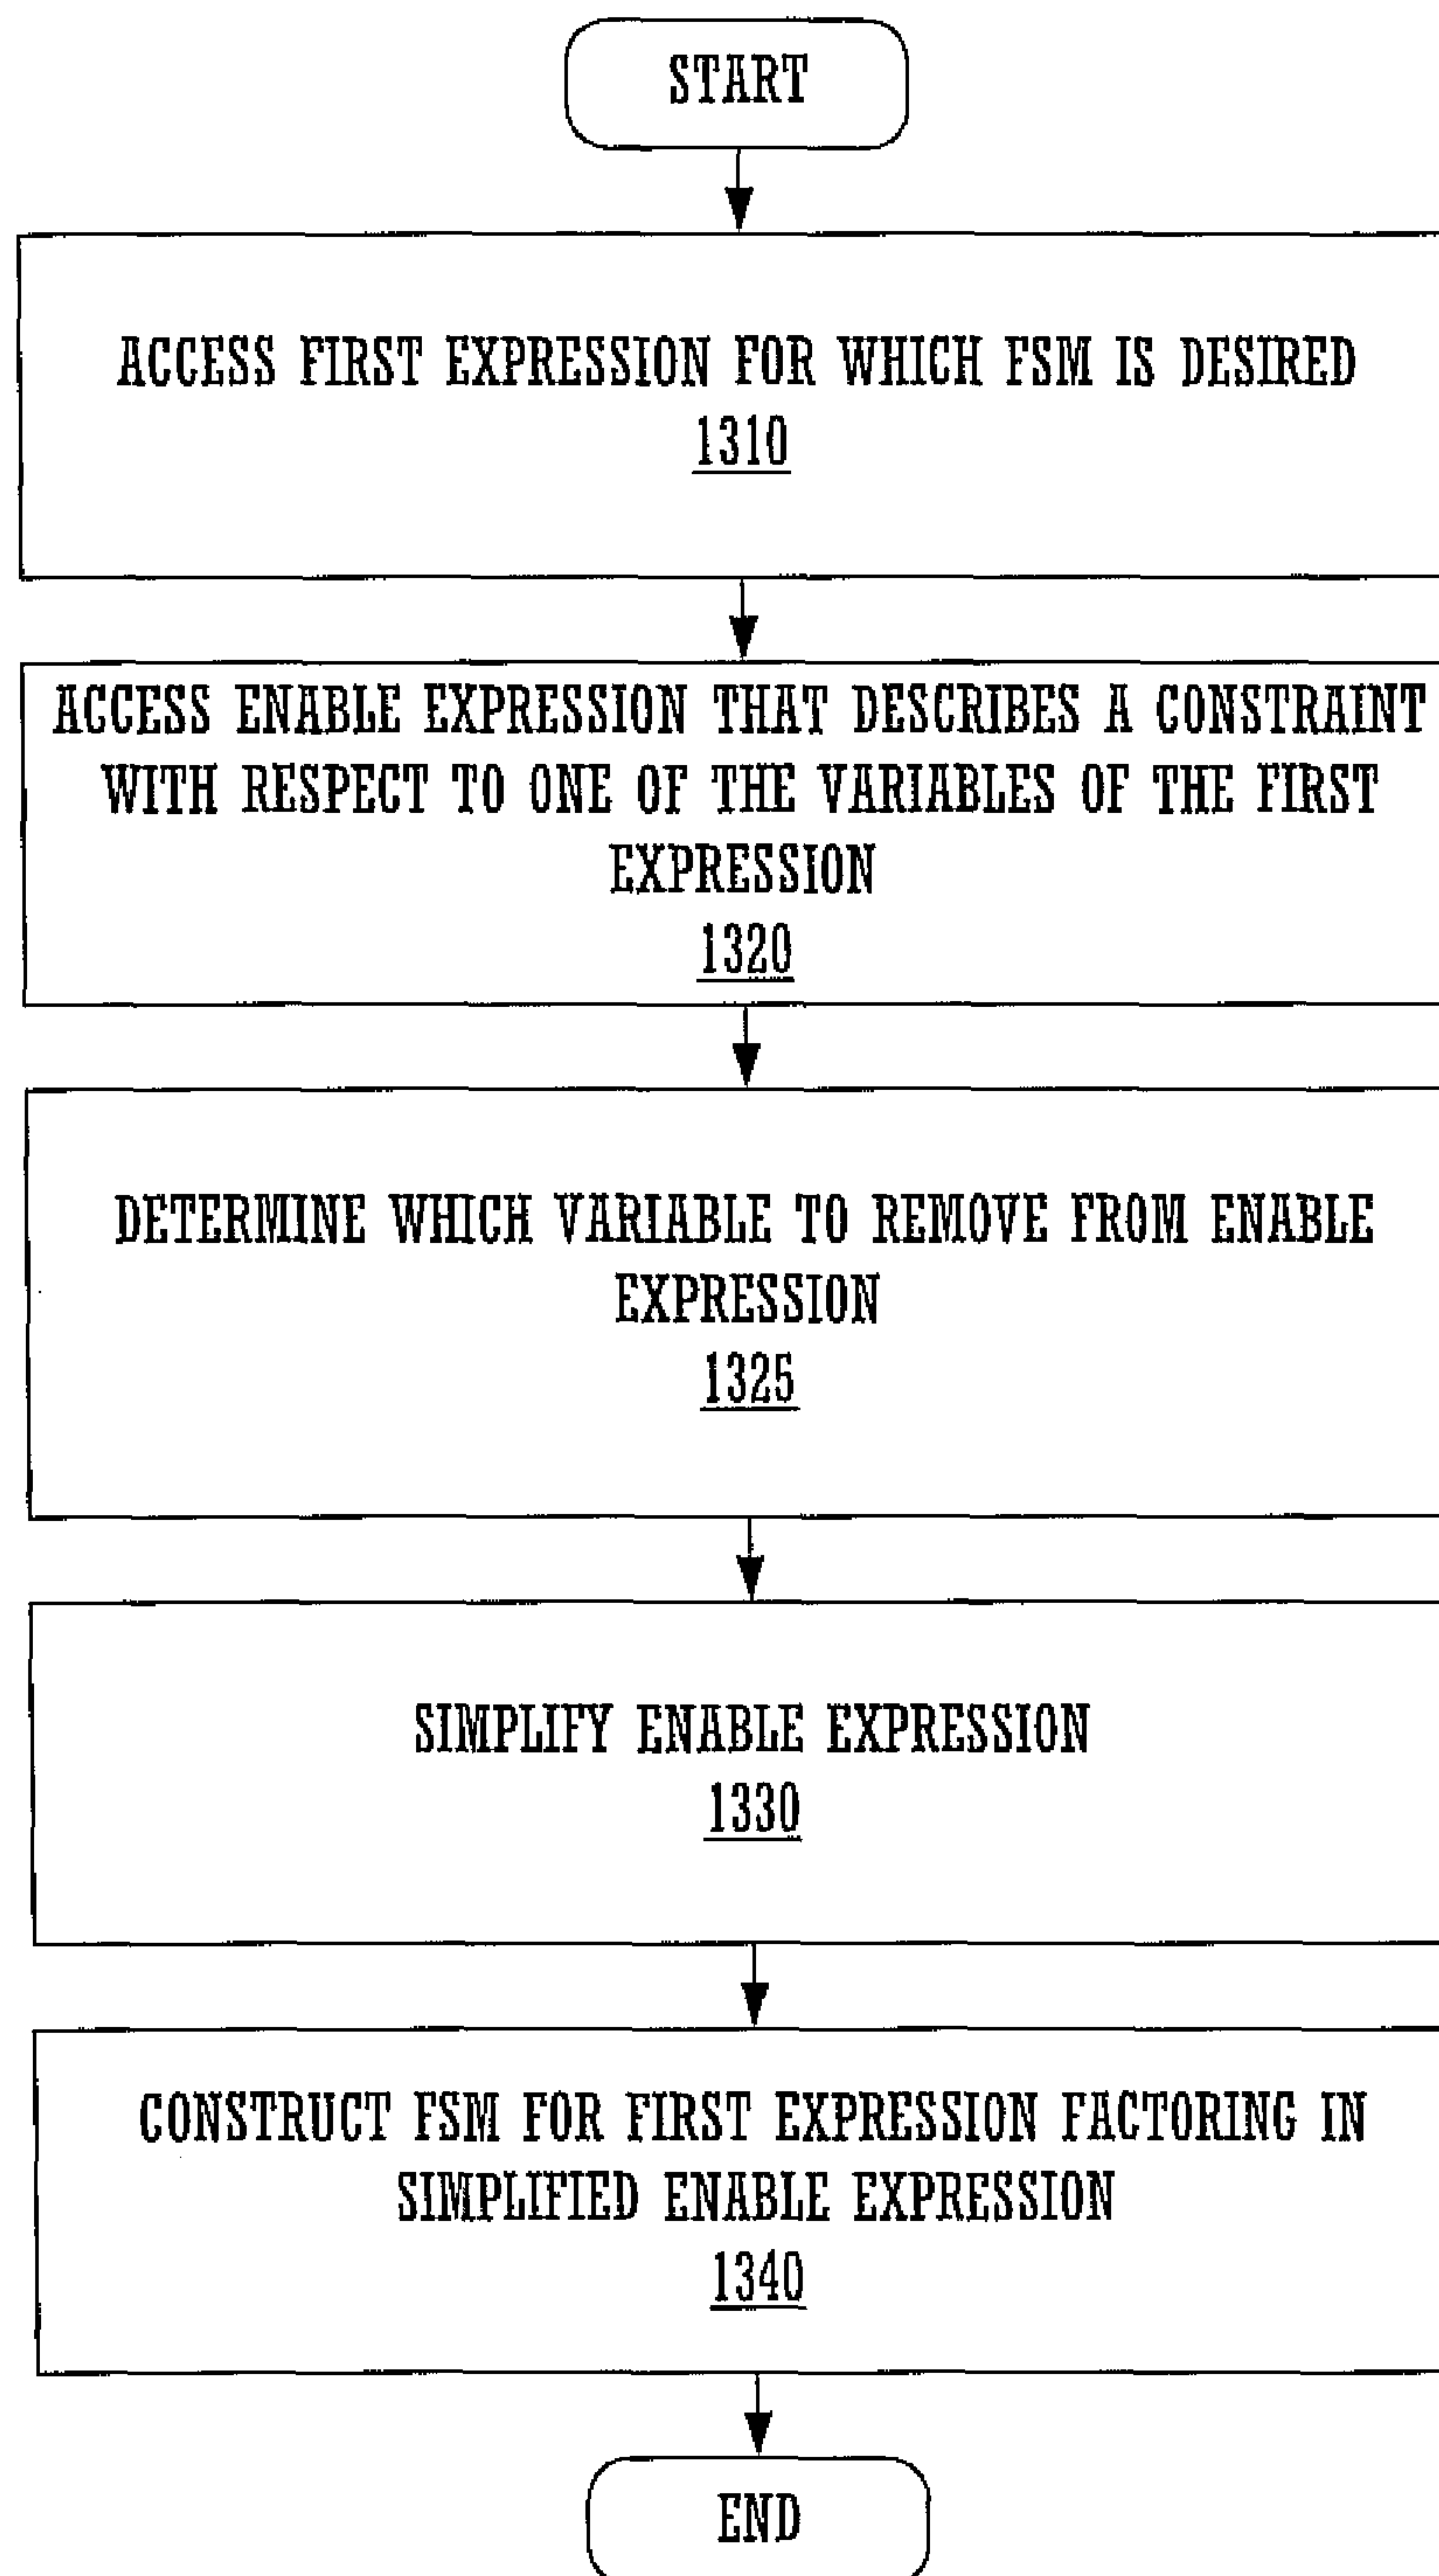 START
ACCESS FIRST EXPRESSION FOR WHICH FSM IS DESIRED
1310
ACCESS ENABLE EXPRESSION THAT DESCRIBES A CONSTRAINT
WITH RESPECT TO ONE OF THE VARIABLES OF THE FIRST
EXPRESSION
1320
DETERMINE WHICH VARIABLE TO REMOVE FROM ENABLE
EXPRESSION
1325
SIMPLIFY ENABLE EXPRESSION
1330
CONSTRUCT FSM FOR FIRST EXPRESSION FACTORING IN
SIMPLIFIED ENABLE EXPRESSION
1340
END